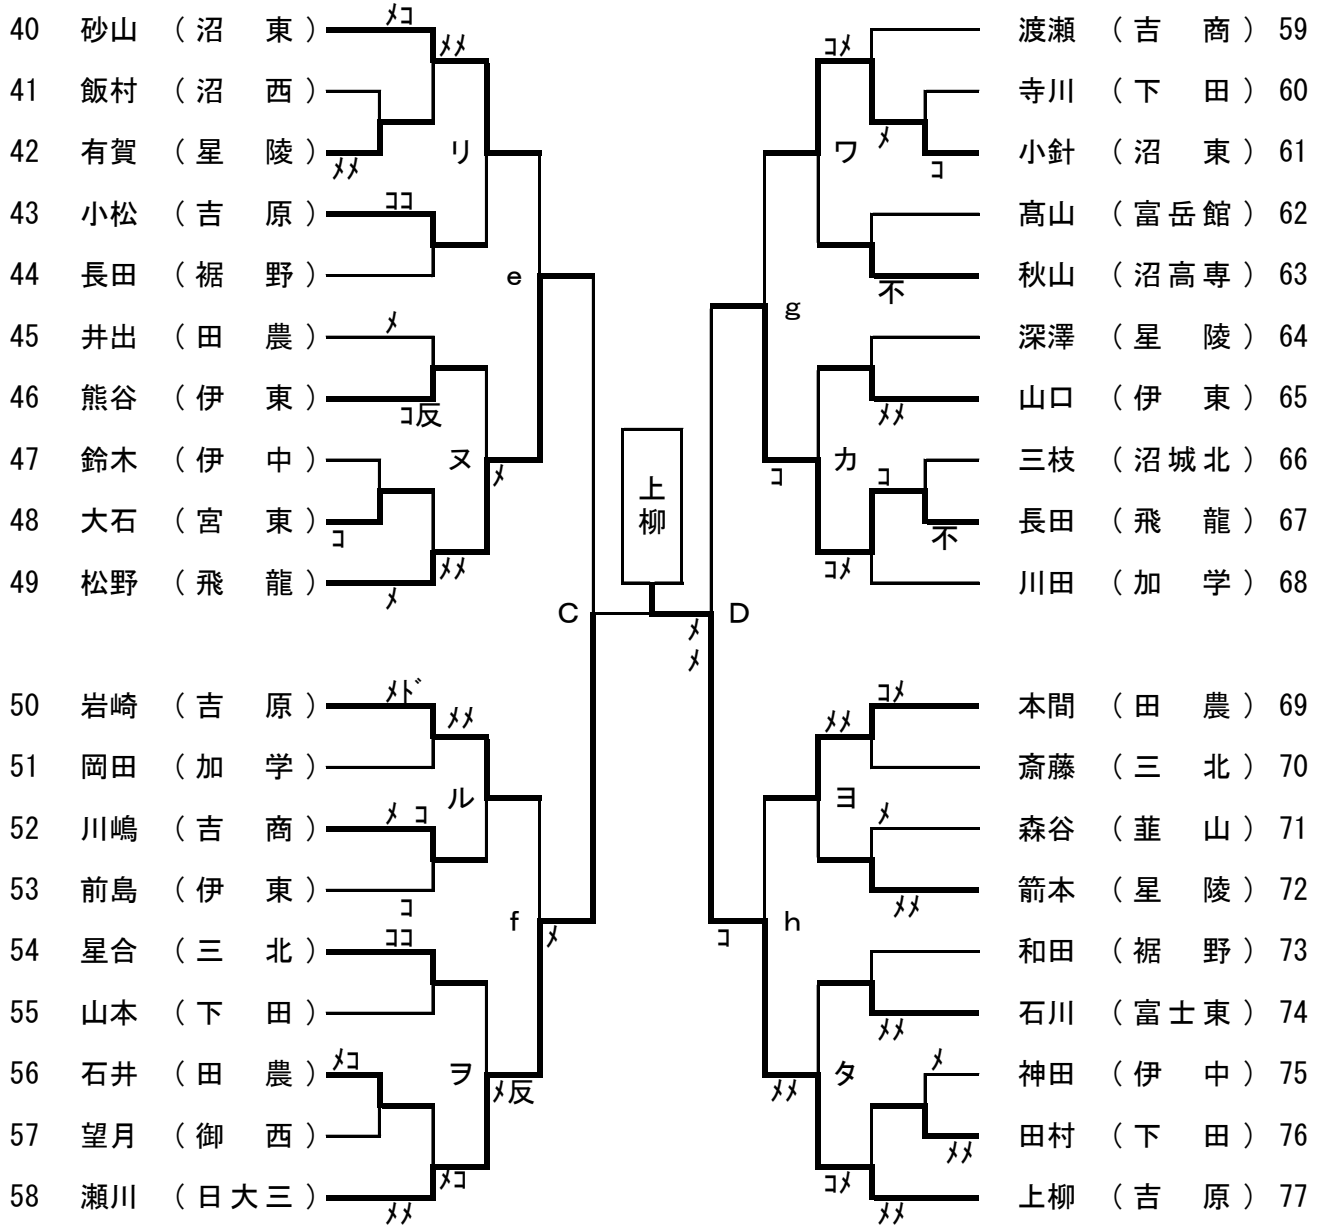 40 砂山 （沼 東） ﾒｺ ﾒﾒ
41 飯村 （沼 西）
42 有賀 （星 陵） ﾒﾒ リ
43 小松 （吉 原） ｺｺ
44 長田 （裾 野） e
45 井出 （田 農） ﾒ
46 熊谷 （伊 東） ｺ反
47 鈴木 （伊 中） ヌ ﾒ
48 大石 （宮 東） ｺ
49 松野 （飛 龍） ﾒ ﾒﾒ
C
50 岩崎 （吉 原） ﾒﾄﾞ ﾒﾒ
51 岡田 （加 学）
ル
52 川嶋 （吉 商） ﾒ ｺ
53 前島 （伊 東） ｺ
f ﾒ
54 星合 （三 北） ｺｺ
55 山本 （下 田）
56 石井 （田 農） ﾒｺ ヲ ﾒ反
57 望月 （御 西）
58 瀬川 （日大三） ﾒﾒ ﾒｺ
上柳
ﾒ
ﾒ
ｺﾒ 渡瀬 （吉 商） 59
寺川 （下 田） 60
ワ ﾒ ｺ 小針 （沼 東） 61
髙山 （富岳館） 62
不 秋山 （沼高専） 63
g
深澤 （星 陵） 64
ﾒﾒ 山口 （伊 東） 65
ｺ カ ｺ 三枝 （沼城北） 66
不 長田 （飛 龍） 67
ｺﾒ 川田 （加 学） 68
D
ﾒﾒ ｺﾒ 本間 （田 農） 69
斎藤 （三 北） 70
ヨ
ﾒ 森谷 （韮 山） 71
ﾒﾒ 箭本 （星 陵） 72
ｺ h
和田 （裾 野） 73
ﾒﾒ 石川 （富士東） 74
ﾒﾒ タ ﾒ 神田 （伊 中） 75
ﾒﾒ 田村 （下 田） 76
ｺﾒ ﾒﾒ 上柳 （吉 原） 77